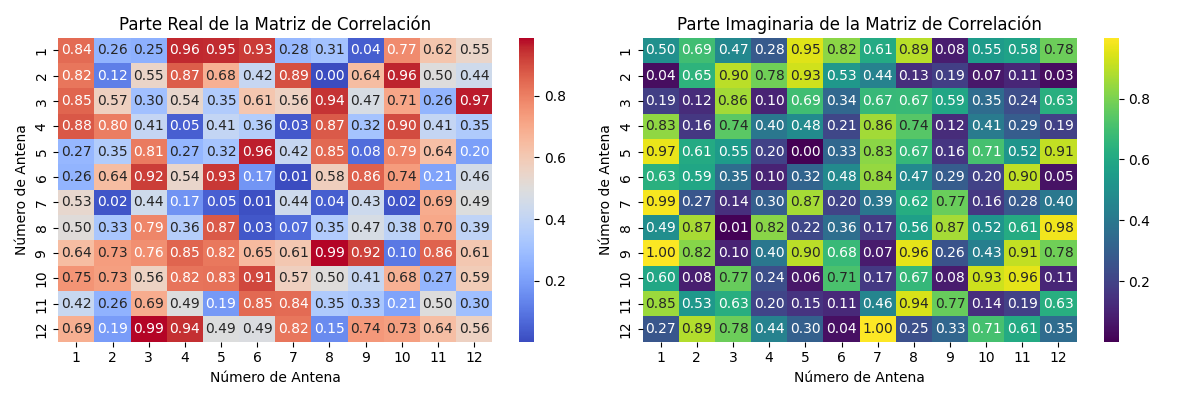 Parte Real de la Matriz de Correlación
Número de Antena
1 0.84 0.26 0.25 0.96 0.95 0.93 0.28 0.31 0.04 0.77 0.62 0.55
2 0.82 0.12 0.55 0.87 0.68 0.42 0.89 0.00 0.64 0.96 0.50 0.44
3 0.85 0.57 0.30 0.54 0.35 0.61 0.56 0.94 0.47 0.71 0.26 0.97
4 0.88 0.80 0.41 0.05 0.41 0.36 0.03 0.87 0.32 0.90 0.41 0.35
5 0.27 0.35 0.81 0.27 0.32 0.96 0.42 0.85 0.08 0.79 0.64 0.20
6 0.26 0.64 0.92 0.54 0.93 0.17 0.01 0.58 0.86 0.74 0.21 0.46
7 0.53 0.02 0.44 0.17 0.05 0.01 0.44 0.04 0.43 0.02 0.69 0.49
8 0.50 0.33 0.79 0.36 0.87 0.03 0.07 0.35 0.47 0.38 0.70 0.39
9 0.64 0.73 0.76 0.85 0.82 0.65 0.61 0.99 0.92 0.10 0.86 0.61
10 0.75 0.73 0.56 0.82 0.83 0.91 0.57 0.50 0.41 0.68 0.27 0.59
11 0.42 0.26 0.69 0.49 0.19 0.85 0.84 0.35 0.33 0.21 0.50 0.30
12 0.69 0.19 0.99 0.94 0.49 0.49 0.82 0.15 0.74 0.73 0.64 0.56
1 2 3 4 5 6 7 8 9 10 11 12
Número de Antena
0.8
0.6
0.4
0.2
Parte Imaginaria de la Matriz de Correlación
Número de Antena
1 0.50 0.69 0.47 0.28 0.95 0.82 0.61 0.89 0.08 0.55 0.58 0.78
2 0.04 0.65 0.90 0.78 0.93 0.53 0.44 0.13 0.19 0.07 0.11 0.03
3 0.19 0.12 0.86 0.10 0.69 0.34 0.67 0.67 0.59 0.35 0.24 0.63
4 0.83 0.16 0.74 0.40 0.48 0.21 0.86 0.74 0.12 0.41 0.29 0.19
5 0.97 0.61 0.55 0.20 0.00 0.33 0.83 0.67 0.16 0.71 0.52 0.91
6 0.63 0.59 0.35 0.10 0.32 0.48 0.84 0.47 0.29 0.20 0.90 0.05
7 0.99 0.27 0.14 0.30 0.87 0.20 0.39 0.62 0.77 0.16 0.28 0.40
8 0.49 0.87 0.01 0.82 0.22 0.36 0.17 0.56 0.87 0.52 0.61 0.98
9 1.00 0.82 0.10 0.40 0.90 0.68 0.07 0.96 0.26 0.43 0.91 0.78
10 0.60 0.08 0.77 0.24 0.06 0.71 0.17 0.67 0.08 0.93 0.96 0.11
11 0.85 0.53 0.63 0.20 0.15 0.11 0.46 0.94 0.77 0.14 0.19 0.63
12 0.27 0.89 0.78 0.44 0.30 0.04 1.00 0.25 0.33 0.71 0.61 0.35
1 2 3 4 5 6 7 8 9 10 11 12
Número de Antena
0.8
0.6
0.4
0.2